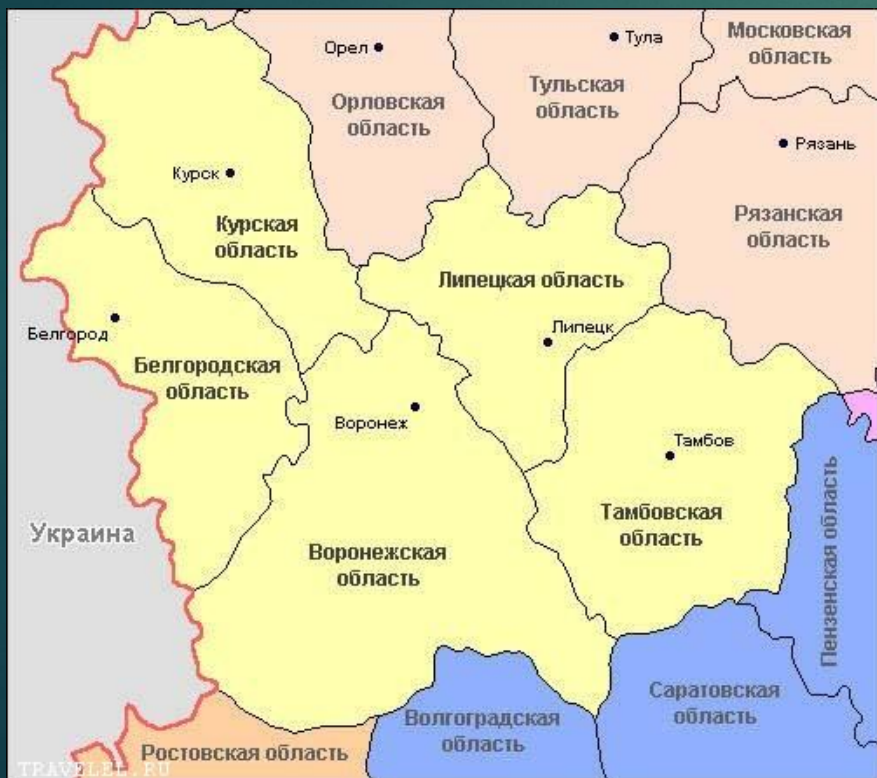 Орел
Тула
Московская
область
Орловская
область
Тульская
область
Рязань
Курск
Курская
область
Рязанская
область
Липецкая область
Белгород
Липецк
Белгородская
область
Воронеж
Тамбов
Украина
Воронежская
область
Тамбовская
область
Пензенская область
Волгоградская
область
Саратовская
область
Ростовская область
TRAVELEL.RU